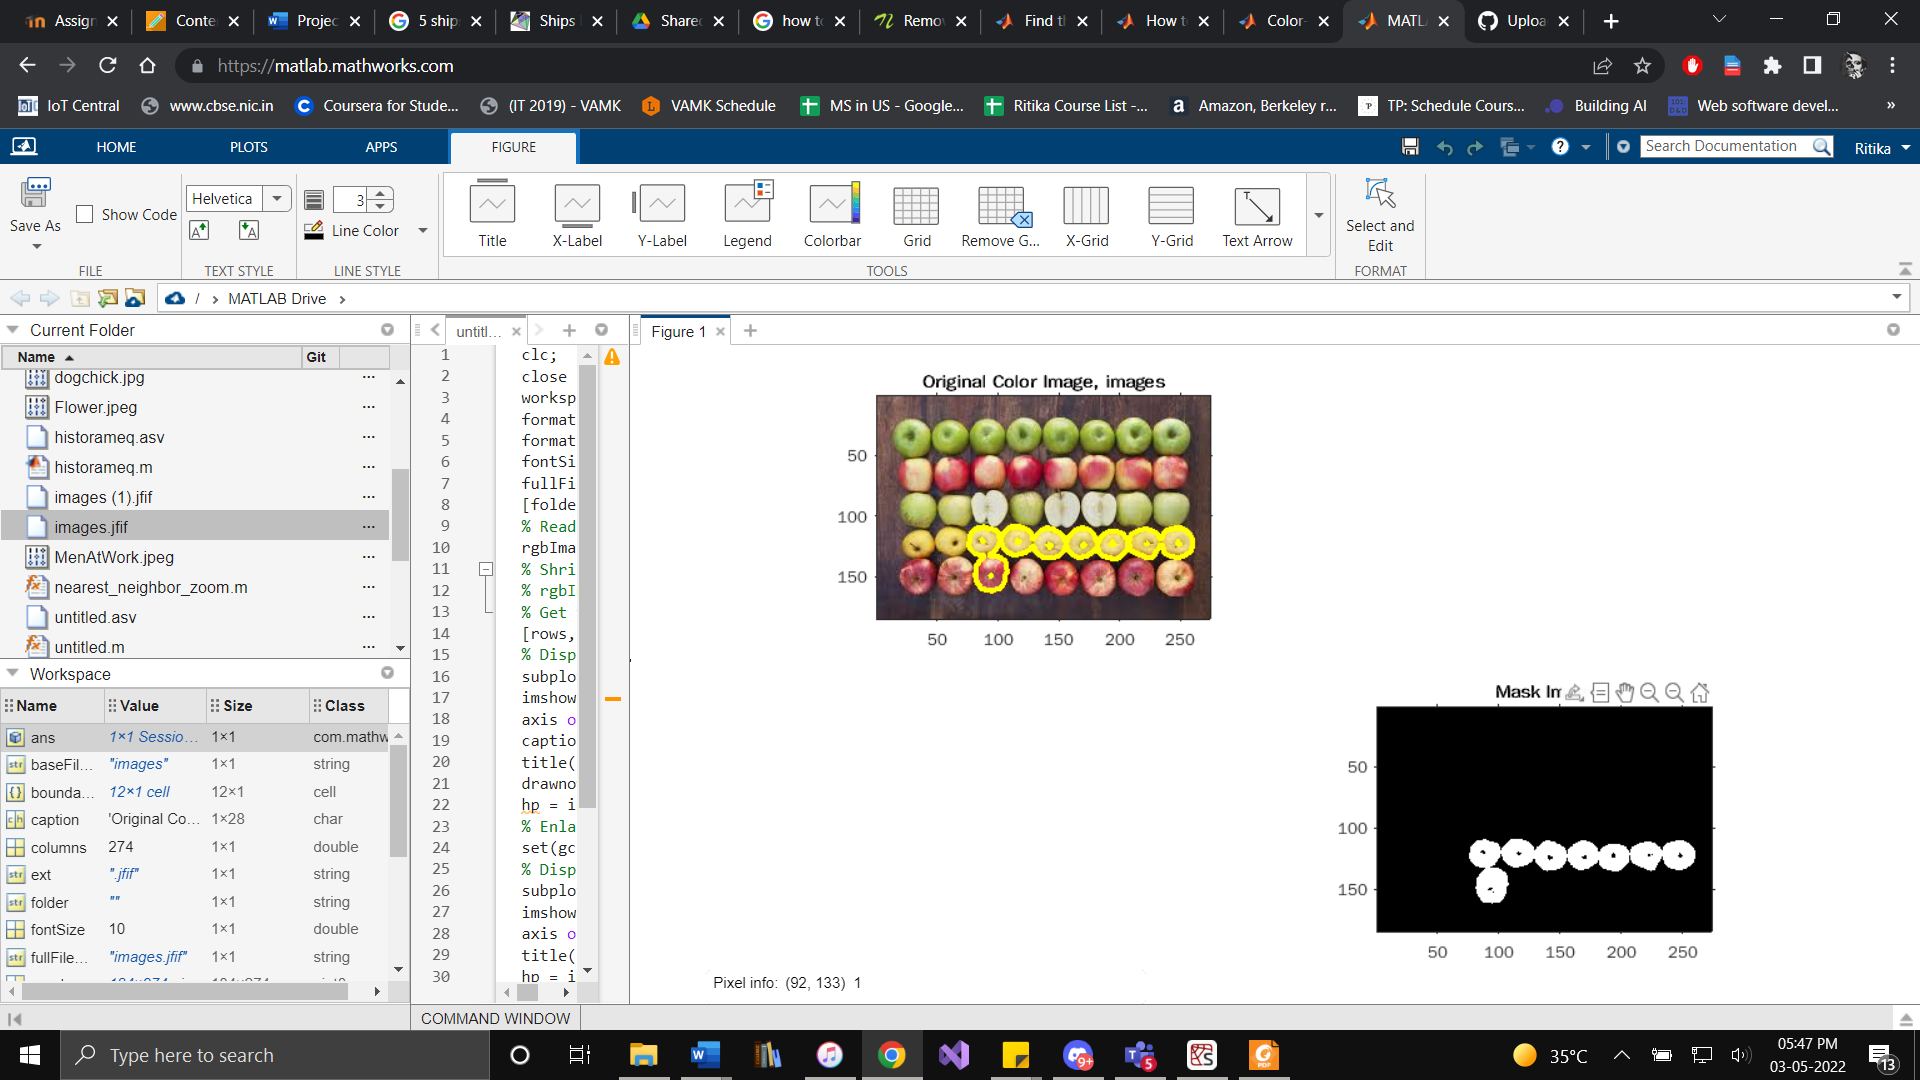 Assign
Conte
Projec
5 ship
Ships
Shared
how to
Remo
Find t
How t
Color-
MATL
Uploa
https://matlab.mathworks.com
IoT Central
www.cbse.nic.in
Coursera for Stude...
(IT 2019) - VAMK
VAMK Schedule
MS in US - Google...
Ritika Course List -...
Amazon, Berkeley r...
TP: Schedule Cours...
Building AI
Web software devel...
»
HOME
PLOTS
APPS
FIGURE
Search Documentation
Ritika
Save As
Show Code
FILE
Helvetica
TEXT STYLE
3
Line Color
LINE STYLE
Title
X-Label
Y-Label
Legend
Colorbar
Grid
Remove G...
X-Grid
Y-Grid
Text Arrow
TOOLS
Select and
Edit
FORMAT
/ › MATLAB Drive ›
Current Folder
Name Git
dogchick.jpg
Flower.jpeg
historameq.asv
historameq.m
images (1).jfif
images.jfif
MenAtWork.jpeg
nearest_neighbor_zoom.m
untitled.asv
untitled.m
Workspace
Name Value Size Class
ans 1×1 Sessio... 1×1 com.mathw
baseFil... "images" 1×1 string
bounda... 12×1 cell 12×1 cell
caption 'Original Co... 1×28 char
columns 274 1×1 double
ext ".jfif" 1×1 string
folder "" 1×1 string
fontSize 10 1×1 double
fullFile... "images.jfif" 1×1 string
untitl...
1 clc;
2 close
3 worksp
4 format
5 format
6 fontSi
7 fullFi
8 [folde
9 % Read
10 rgbIma
11 % Shri
12 % rgbI
13 % Get
14 [rows,
15 % Disp
16 subplo
17 imshow
18 axis o
19 captio
20 title(
21 drawno
22 hp = i
23 % Enla
24 set(gc
25 % Disp
26 subplo
27 imshow
28 axis o
29 title(
30 hp = i
Figure 1
Original Color Image, images
50
100
150
50 100 150 200 250
Mask Im
50
100
150
50 100 150 200 250
Pixel info: (92, 133) 1
COMMAND WINDOW
Type here to search
9+
5
35°C
05:47 PM
03-05-2022
13